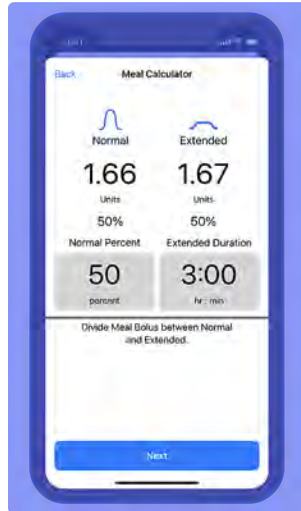 Back Meal Calculator
Normal Extended
1.66 1.67
Units Units
50% 50%
Normal Percent Extended Duration
50 3:00
percent hr : min
Divide Meal Bolus between Normal
and Extended.
Next